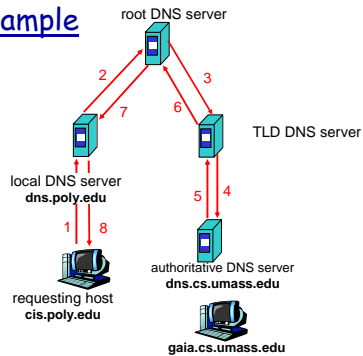 ample
root DNS server
2
3
7
6
TLD DNS server
local DNS server
dns.poly.edu
5
4
1
8
authoritative DNS server
dns.cs.umass.edu
requesting host
cis.poly.edu
gaia.cs.umass.edu